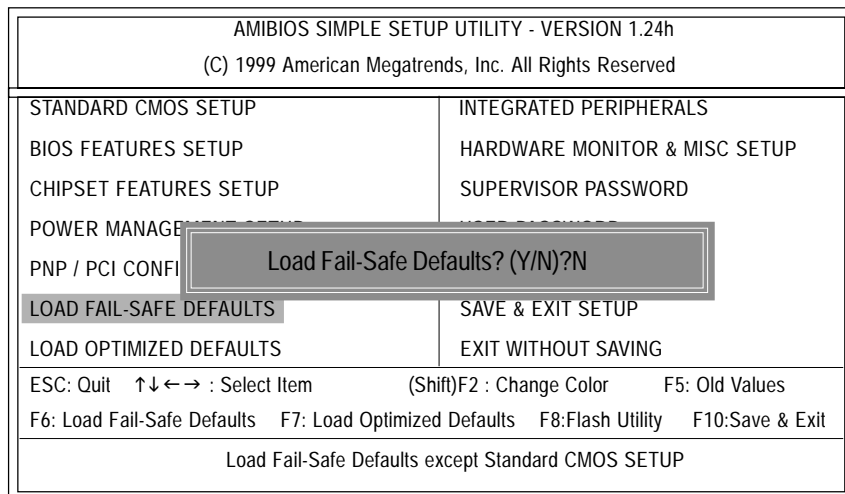 AMIBIOS SIMPLE SETUP UTILITY - VERSION 1.24h
(C) 1999 American Megatrends, Inc. All Rights Reserved
STANDARD CMOS SETUP
BIOS FEATURES SETUP
CHIPSET FEATURES SETUP
POWER
PNP / PCI
LOAD FAIL-SAFE DEFAULTS
LOAD OPTIMIZED DEFAULTS
INTEGRATED PERIPHERALS
HARDWARE MONITOR & MISC SETUP
SUPERVISOR PASSWORD
SAVE & EXIT SETUP
EXIT WITHOUT SAVING
Load Fail-Safe Defaults? (Y/N)?N
ESC: Quit ↑↓←→ : Select Item (Shift)F2 : Change Color F5: Old Values
F6: Load Fail-Safe Defaults F7: Load Optimized Defaults F8:Flash Utility F10:Save & Exit
Load Fail-Safe Defaults except Standard CMOS SETUP